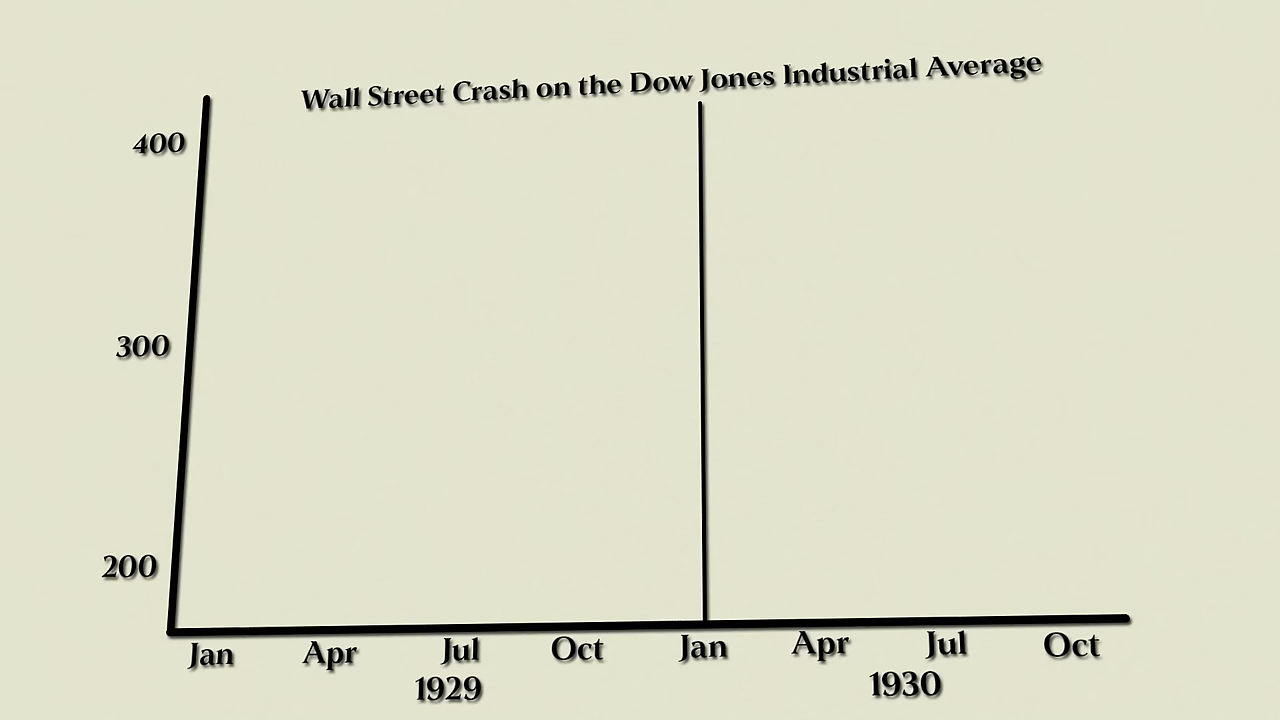 Wall Street Crash on the Dow Jones Industrial Average
400
300
200
Jan Apr Jul Oct Jan Apr Jul Oct
1929 1930